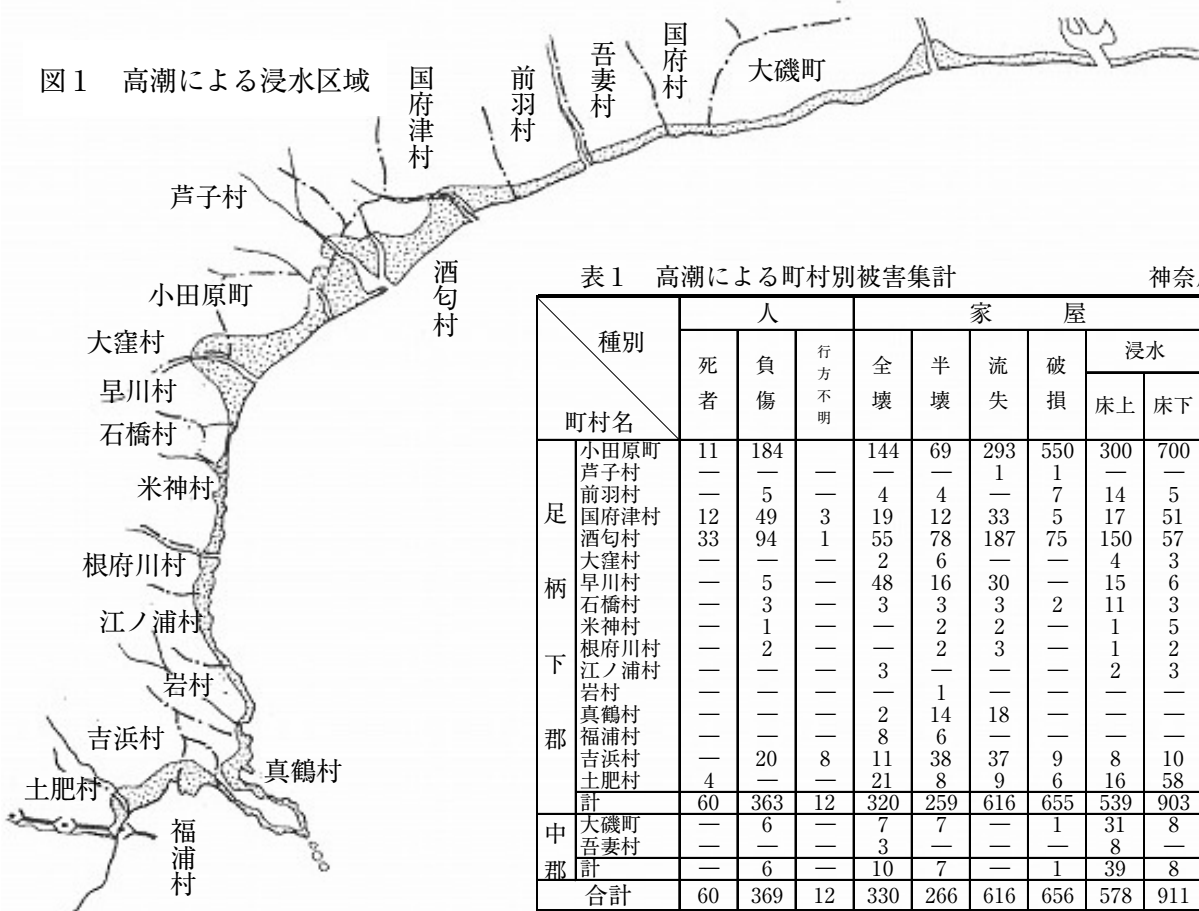 図1 高潮による浸水区域
国府津村
前羽村
吾妻村
国府村
大磯町
芦子村
酒匂村
小田原町
大窪村
早川村
石橋村
米神村
根府川村
江ノ浦村
岩村
吉浜村
真鶴村
土肥村
福浦村
表1 高潮による町村別被害集計 神奈
種別 町村名 人 家屋
死者 負傷 行方不明 全壊 半壊 流失 破損 浸水
床上 床下
足柄下郡
小田原町 11 184 144 69 293 550 300 700
芦子村 — — — — — 1 1 — —
前羽村 — 5 — 4 4 — 7 14 5
国府津村 12 49 3 19 12 33 5 17 51
酒匂村 33 94 1 55 78 187 75 150 57
大窪村 — — — 2 6 — — 4 3
早川村 — 5 — 48 16 30 — 15 6
石橋村 — 3 — 3 3 3 2 11 3
米神村 — 1 — — 2 2 — 1 5
根府川村 — 2 — — 2 3 — 1 2
江ノ浦村 — — — 3 — — — 2 3
岩村 — — — — 1 — — — —
真鶴村 — — — 2 14 18 — — —
福浦村 — — — 8 6 — — — —
吉浜村 — 20 8 11 38 37 9 8 10
土肥村 4 — — 21 8 9 6 16 58
計 60 363 12 320 259 616 655 539 903
中郡
大磯町 — 6 — 7 7 — 1 31 8
吾妻村 — — — 3 — — — 8 —
計 — 6 — 10 7 — 1 39 8
合計 60 369 12 330 266 616 656 578 911